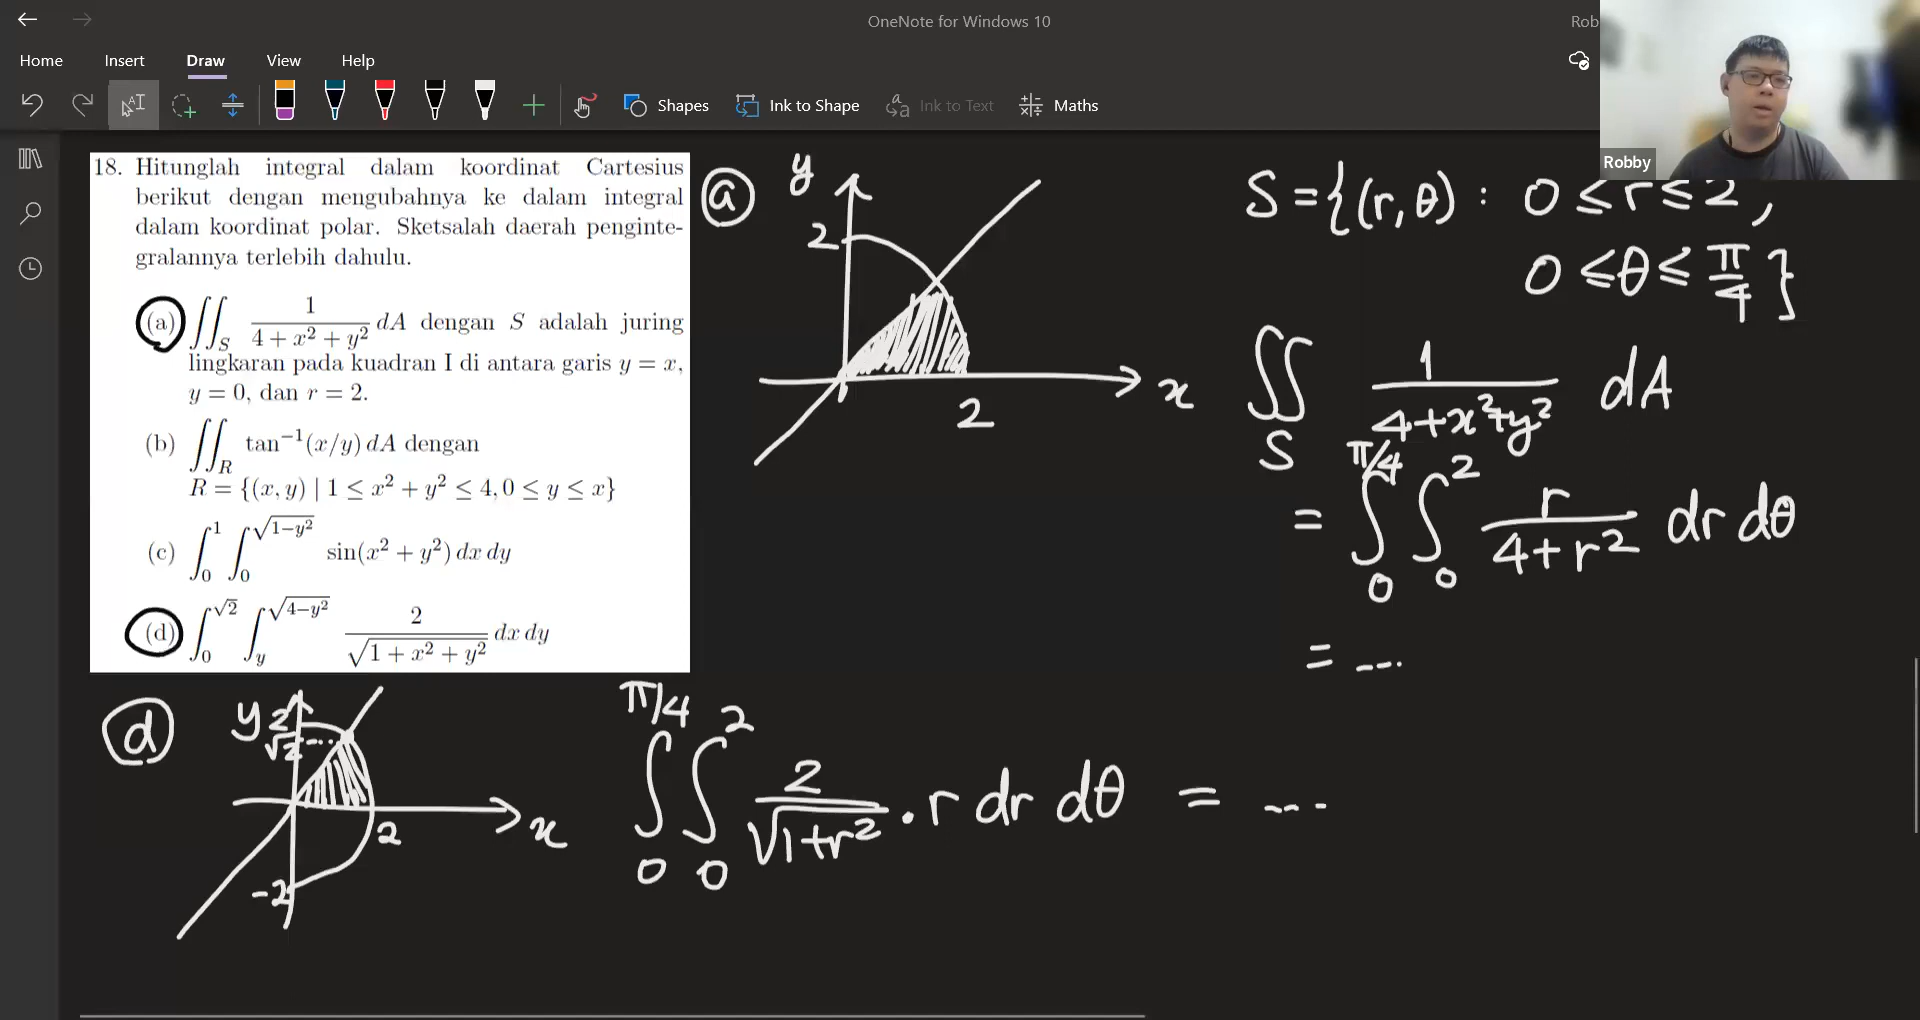 OneNote for Windows 10
Rob
Home Insert Draw View Help
Shapes Ink to Shape Ink to Text Maths
Robby
18. Hitunglah integral dalam koordinat Cartesius
berikut dengan mengubahnya ke dalam integral
dalam koordinat polar. Sketsalah daerah penginte-
gralannya terlebih dahulu.
(a) ∬_S 1/(4 + x² + y²) dA dengan S adalah juring
lingkaran pada kuadran I di antara garis y = x,
y = 0, dan r = 2.
(b) ∬_R tan⁻¹(x/y) dA dengan
R = {(x, y) | 1 ≤ x² + y² ≤ 4, 0 ≤ y ≤ x}
(c) ∫_0^1 ∫_0^√(1−y²) sin(x² + y²) dx dy
(d) ∫_0^√2 ∫_y^√(4−y²) 2/√(1 + x² + y²) dx dy
(a)
y
2
2
x
S = {(r, θ) : 0 ≤ r ≤ 2,
0 ≤ θ ≤ π/4}
∬_S 1/(4+x²+y²) dA
= ∫_0^π/4 ∫_0^2 r/(4+r²) dr dθ
= ...
(d)
y
2
√2
2
x
-2
∫_0^π/4 ∫_0^2 2/√(1+r²) · r dr dθ = ...